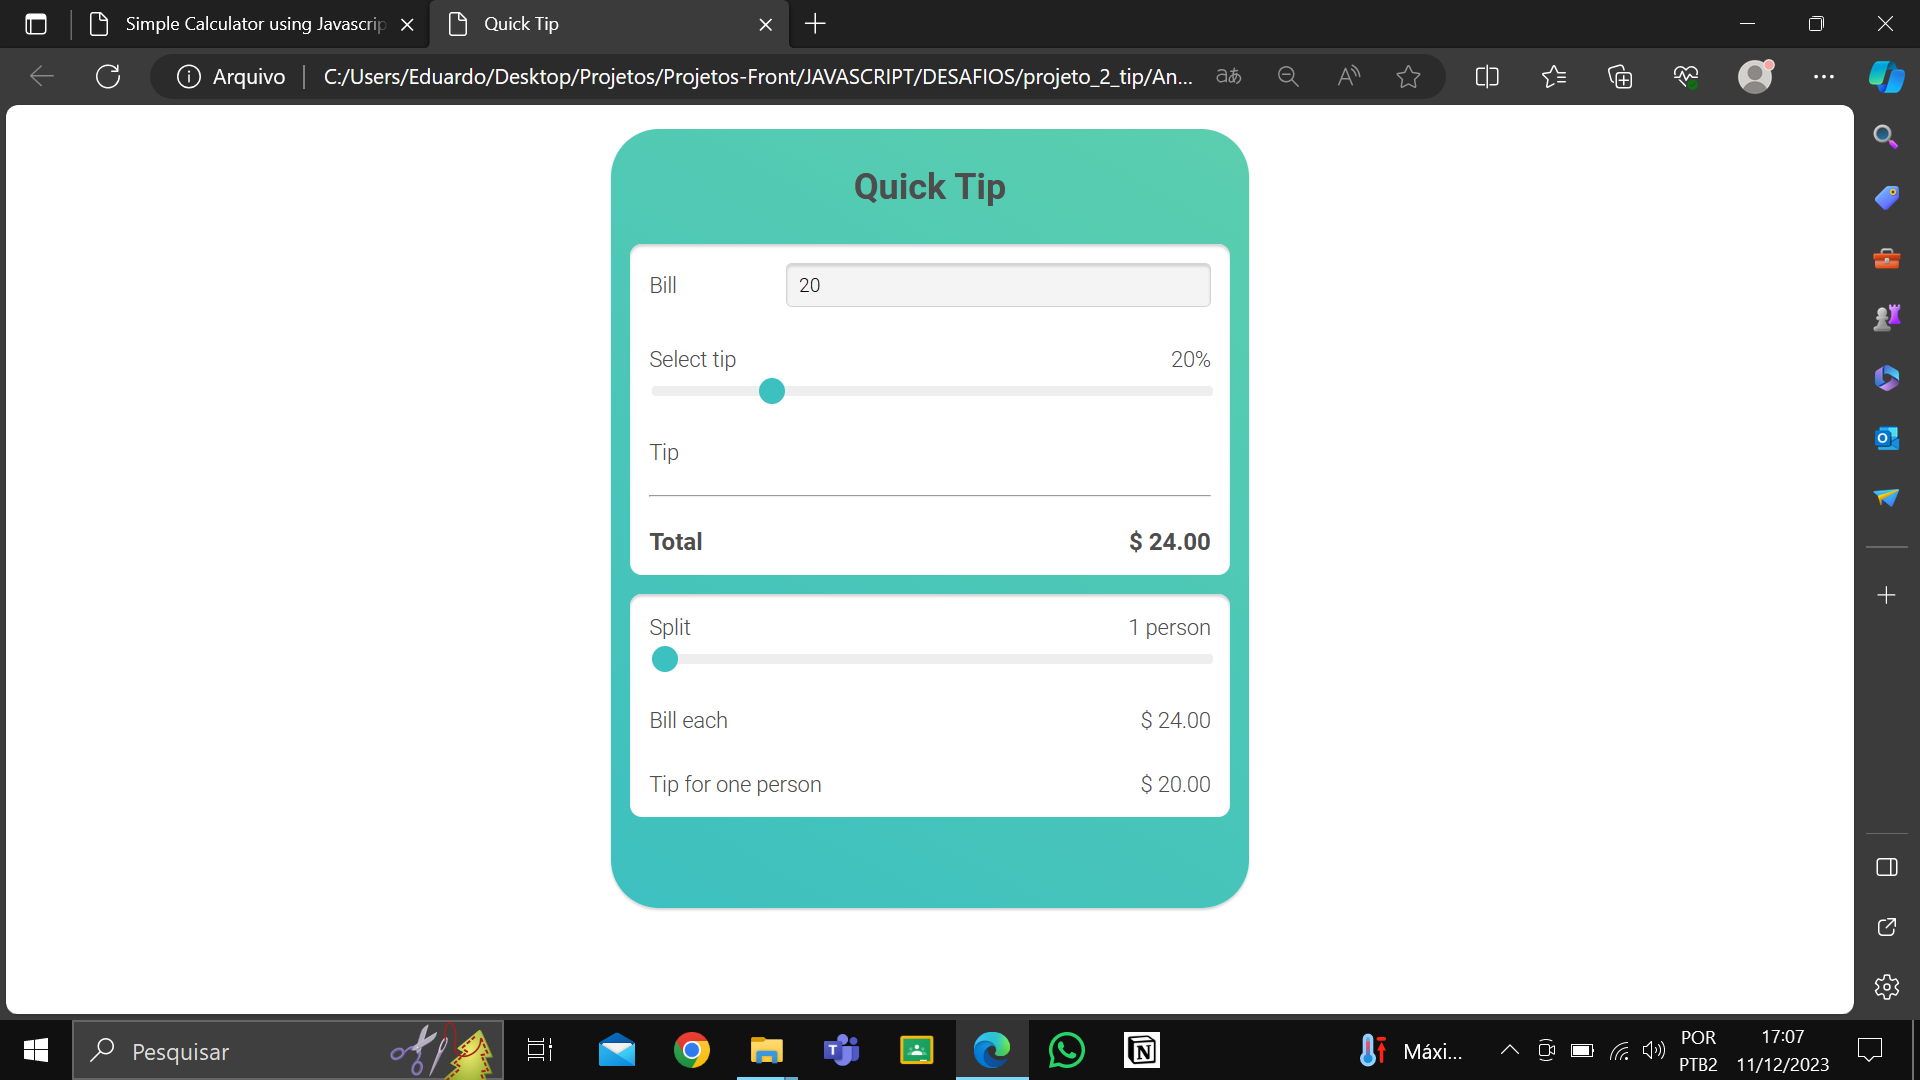 Simple Calculator using Javascrip
Quick Tip
Arquivo
C:/Users/Eduardo/Desktop/Projetos/Projetos-Front/JAVASCRIPT/DESAFIOS/projeto_2_tip/An...
Quick Tip
Bill
20
Select tip
20%
Tip
Total
$ 24.00
Split
1 person
Bill each
$ 24.00
Tip for one person
$ 20.00
Pesquisar
Máxi...
POR
PTB2
17:07
11/12/2023